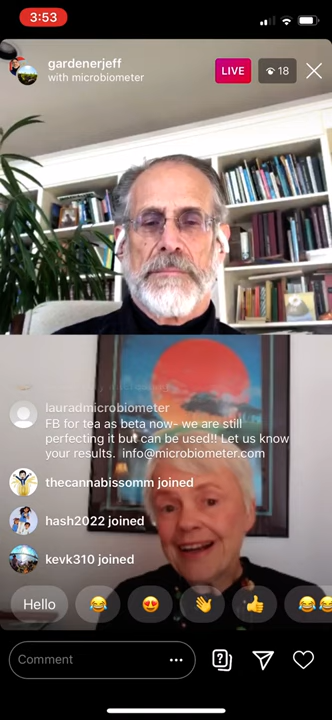 3:53
gardenerjeff
with microbiometer
LIVE
18
lauradmicrobiometer
FB for tea as beta now- we are still
perfecting it but can be used!! Let us know
your results. info@microbiometer.com
thecannabissomm joined
hash2022 joined
kevk310 joined
Hello
Comment